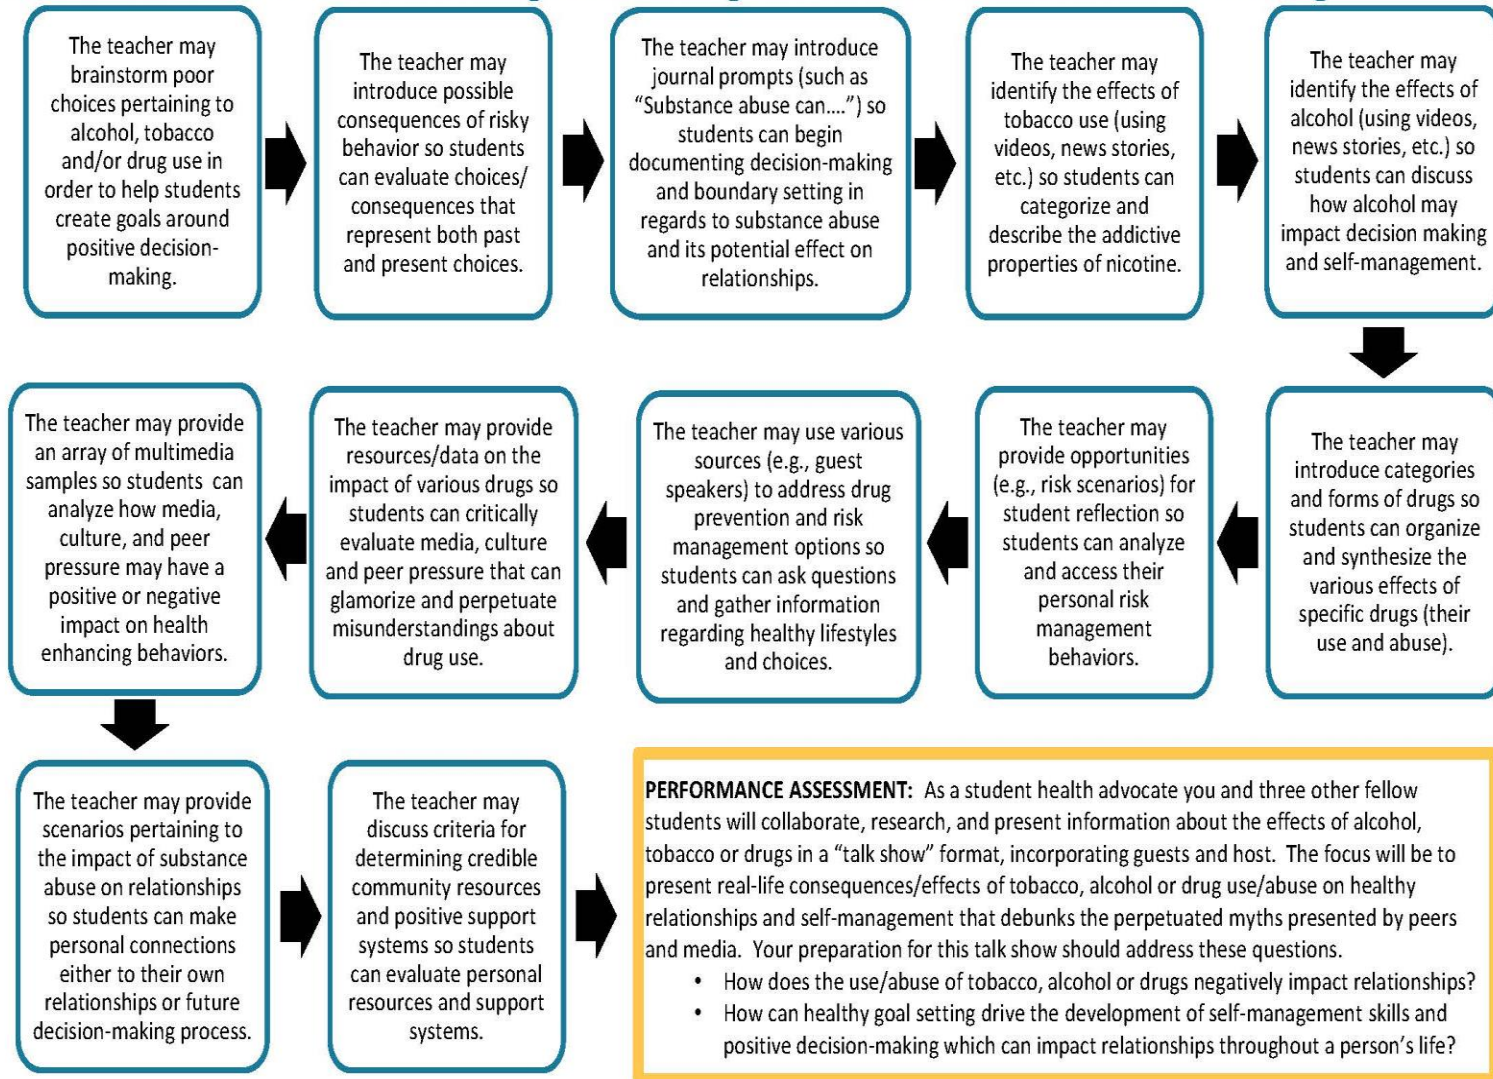 The teacher may
brainstorm poor
choices pertaining to
alcohol, tobacco
and/or drug use in
order to help students
create goals around
positive decision-
making.
The teacher may
introduce possible
consequences of risky
behavior so students
can evaluate choices/
consequences that
represent both past
and present choices.
The teacher may introduce
journal prompts (such as
“Substance abuse can....”) so
students can begin
documenting decision-making
and boundary setting in
regards to substance abuse
and its potential effect on
relationships.
The teacher may
identify the effects of
tobacco use (using
videos, news stories,
etc.) so students can
categorize and
describe the addictive
properties of nicotine.
The teacher may
identify the effects of
alcohol (using videos,
news stories, etc.) so
students can discuss
how alcohol may
impact decision making
and self-management.
The teacher may
introduce categories
and forms of drugs so
students can organize
and synthesize the
various effects of
specific drugs (their
use and abuse).
The teacher may
provide opportunities
(e.g., risk scenarios) for
student reflection so
students can analyze
and access their
personal risk
management
behaviors.
The teacher may use various
sources (e.g., guest
speakers) to address drug
prevention and risk
management options so
students can ask questions
and gather information
regarding healthy lifestyles
and choices.
The teacher may provide
resources/data on the
impact of various drugs so
students can critically
evaluate media, culture
and peer pressure that can
glamorize and perpetuate
misunderstandings about
drug use.
The teacher may provide
an array of multimedia
samples so students can
analyze how media,
culture, and peer
pressure may have a
positive or negative
impact on health
enhancing behaviors.
The teacher may provide
scenarios pertaining to
the impact of substance
abuse on relationships
so students can make
personal connections
either to their own
relationships or future
decision-making process.
The teacher may
discuss criteria for
determining credible
community resources
and positive support
systems so students
can evaluate personal
resources and support
systems.
PERFORMANCE ASSESSMENT: As a student health advocate you and three other fellow
students will collaborate, research, and present information about the effects of alcohol,
tobacco or drugs in a “talk show” format, incorporating guests and host. The focus will be to
present real-life consequences/effects of tobacco, alcohol or drug use/abuse on healthy
relationships and self-management that debunks the perpetuated myths presented by peers
and media. Your preparation for this talk show should address these questions.
• How does the use/abuse of tobacco, alcohol or drugs negatively impact relationships?
• How can healthy goal setting drive the development of self-management skills and
positive decision-making which can impact relationships throughout a person’s life?